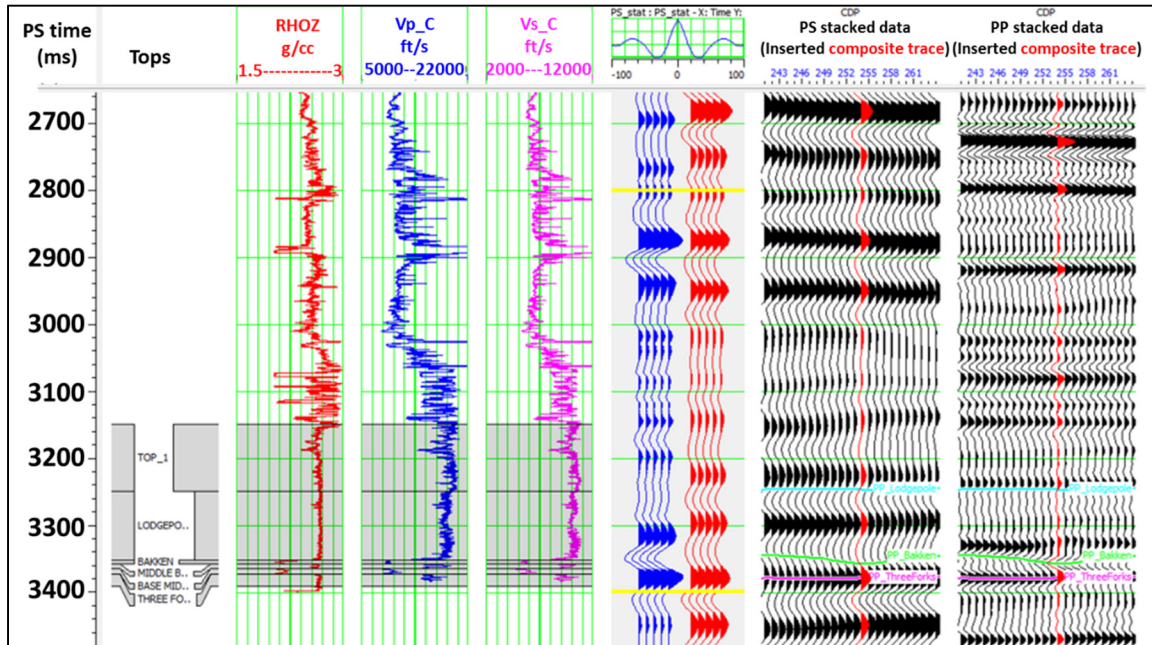 PS time
(ms)
Tops
RHOZ
g/cc
1.5------------3
Vp_C
ft/s
5000--22000
Vs_C
ft/s
2000---12000
PS_stat : PS_stat - X: Time Y:
-100 0 100
CDP
PS stacked data
(Inserted composite trace)
243 246 249 252 255 258 261
CDP
PP stacked data
(Inserted composite trace)
243 246 249 252 255 258 261
2700
2800
2900
3000
3100
3200
3300
3400
TOP_1
LODGEPO..
BAKKEN
MIDDLE B..
BASE MID..
THREE FO..
PP_Lodgepole
PP_Lodgepole
PP_Bakken
PP_Bakken
PP_ThreeForks
PP_ThreeForks